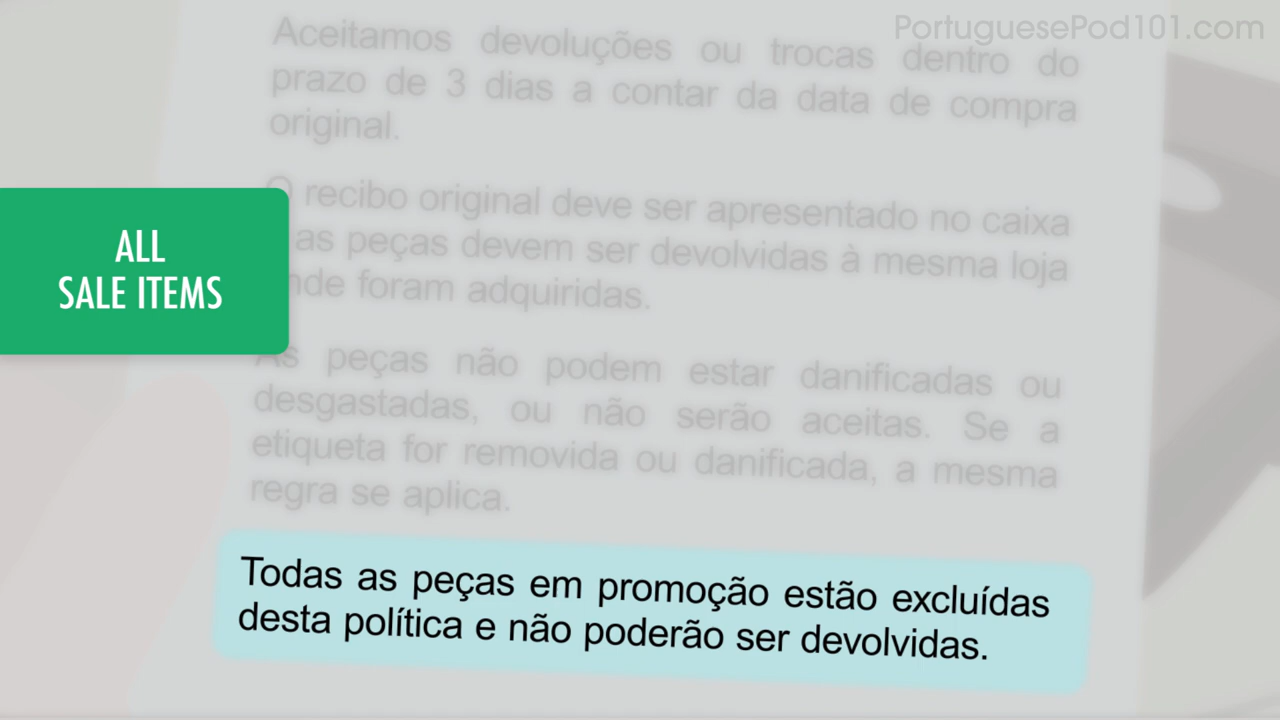 PortuguesePod101.com
Aceitamos devoluções ou trocas dentro do
prazo de 3 dias a contar da data de compra
original.
O recibo original deve ser apresentado no caixa
as peças devem ser devolvidas à mesma loja
nde foram adquiridas.
ALL
SALE ITEMS
As peças não podem estar danificadas ou
desgastadas, ou não serão aceitas. Se a
etiqueta for removida ou danificada, a mesma
regra se aplica.
Todas as peças em promoção estão excluídas
desta política e não poderão ser devolvidas.